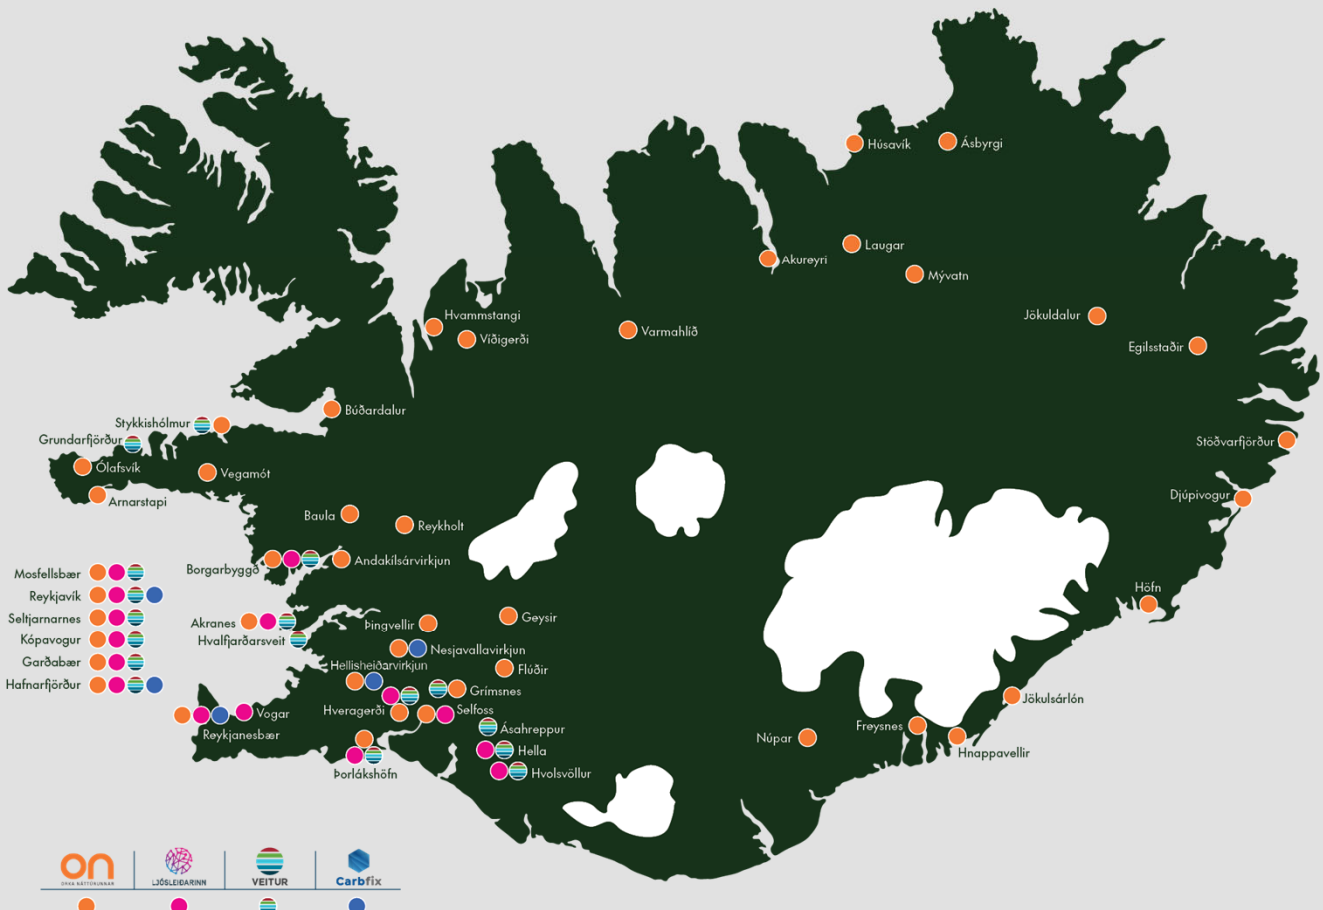 Húsavík
Ásbyrgi
Laugar
Akureyri
Mývatn
Jökuldalur
Hvammstangi
Víðigerði
Varmahlíð
Egilsstaðir
Búðardalur
Stykkishólmur
Grundarfjörður
Stöðvarfjörður
Ólafsvík
Vegamót
Arnarstapi
Djúpivogur
Baula
Reykholt
Borgarbyggð
Andakílsárvirkjun
Mosfellsbær
Reykjavík
Seltjarnarnes
Kópavogur
Garðabær
Hafnarfjörður
Höfn
Akranes
Hvalfjarðarsveit
Þingvellir
Geysir
Nesjavallavirkjun
Hellisheiðarvirkjun
Flúðir
Grímsnes
Jökulsárlón
Hveragerði
Selfoss
Vogar
Reykjanesbær
Ásahreppur
Freysnes
Núpar
Hella
Hnappavellir
Þorlákshöfn
Hvolsvöllur
on
ORKA NÁTTÚRUNNAR
LJÓSLEIÐARINN
VEITUR
Carbfix